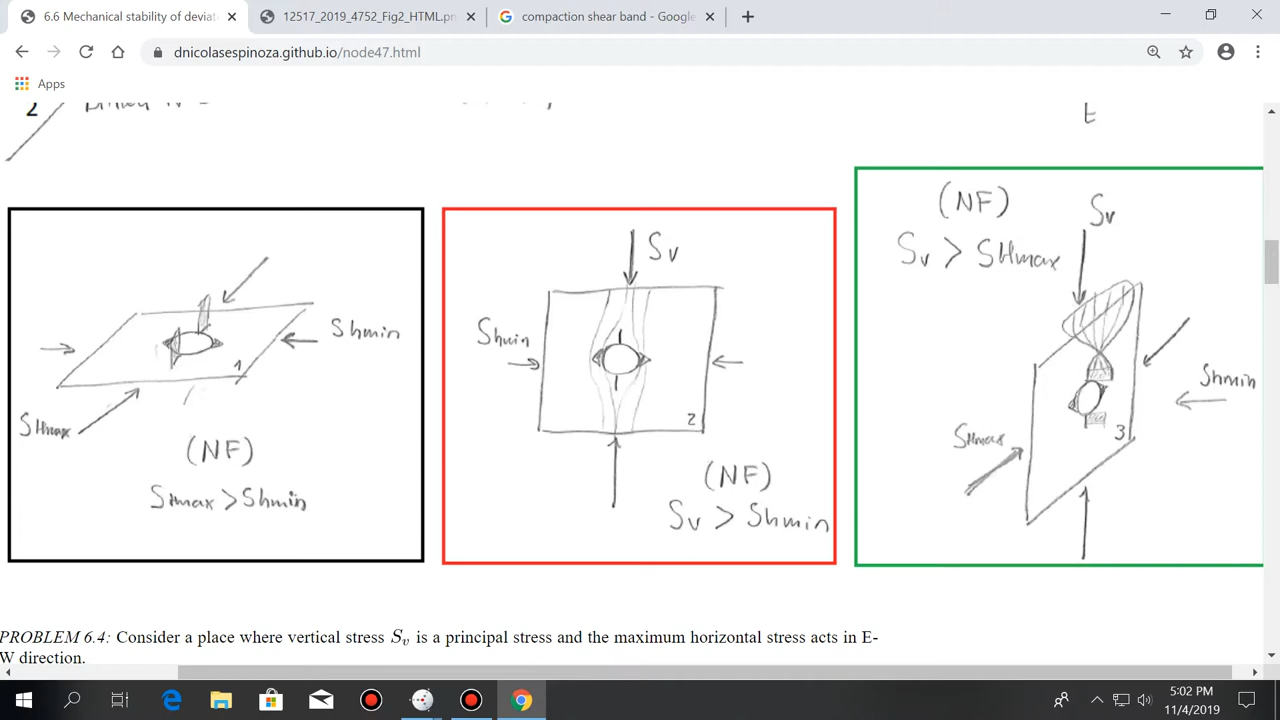 6.6 Mechanical stability of deviate
12517_2019_4752_Fig2_HTML.pn
compaction shear band - Google
dnicolasespinoza.github.io/node47.html
Apps
2
t
Shmin
SHmax
1
(NF)
SHmax > Shmin
Sv
Shmin
2
(NF)
Sv > Shmin
(NF)
Sv
Sv > SHmax
Shmin
SHmax
3
PROBLEM 6.4: Consider a place where vertical stress Sv is a principal stress and the maximum horizontal stress acts in E-
W direction.
5:02 PM
11/4/2019